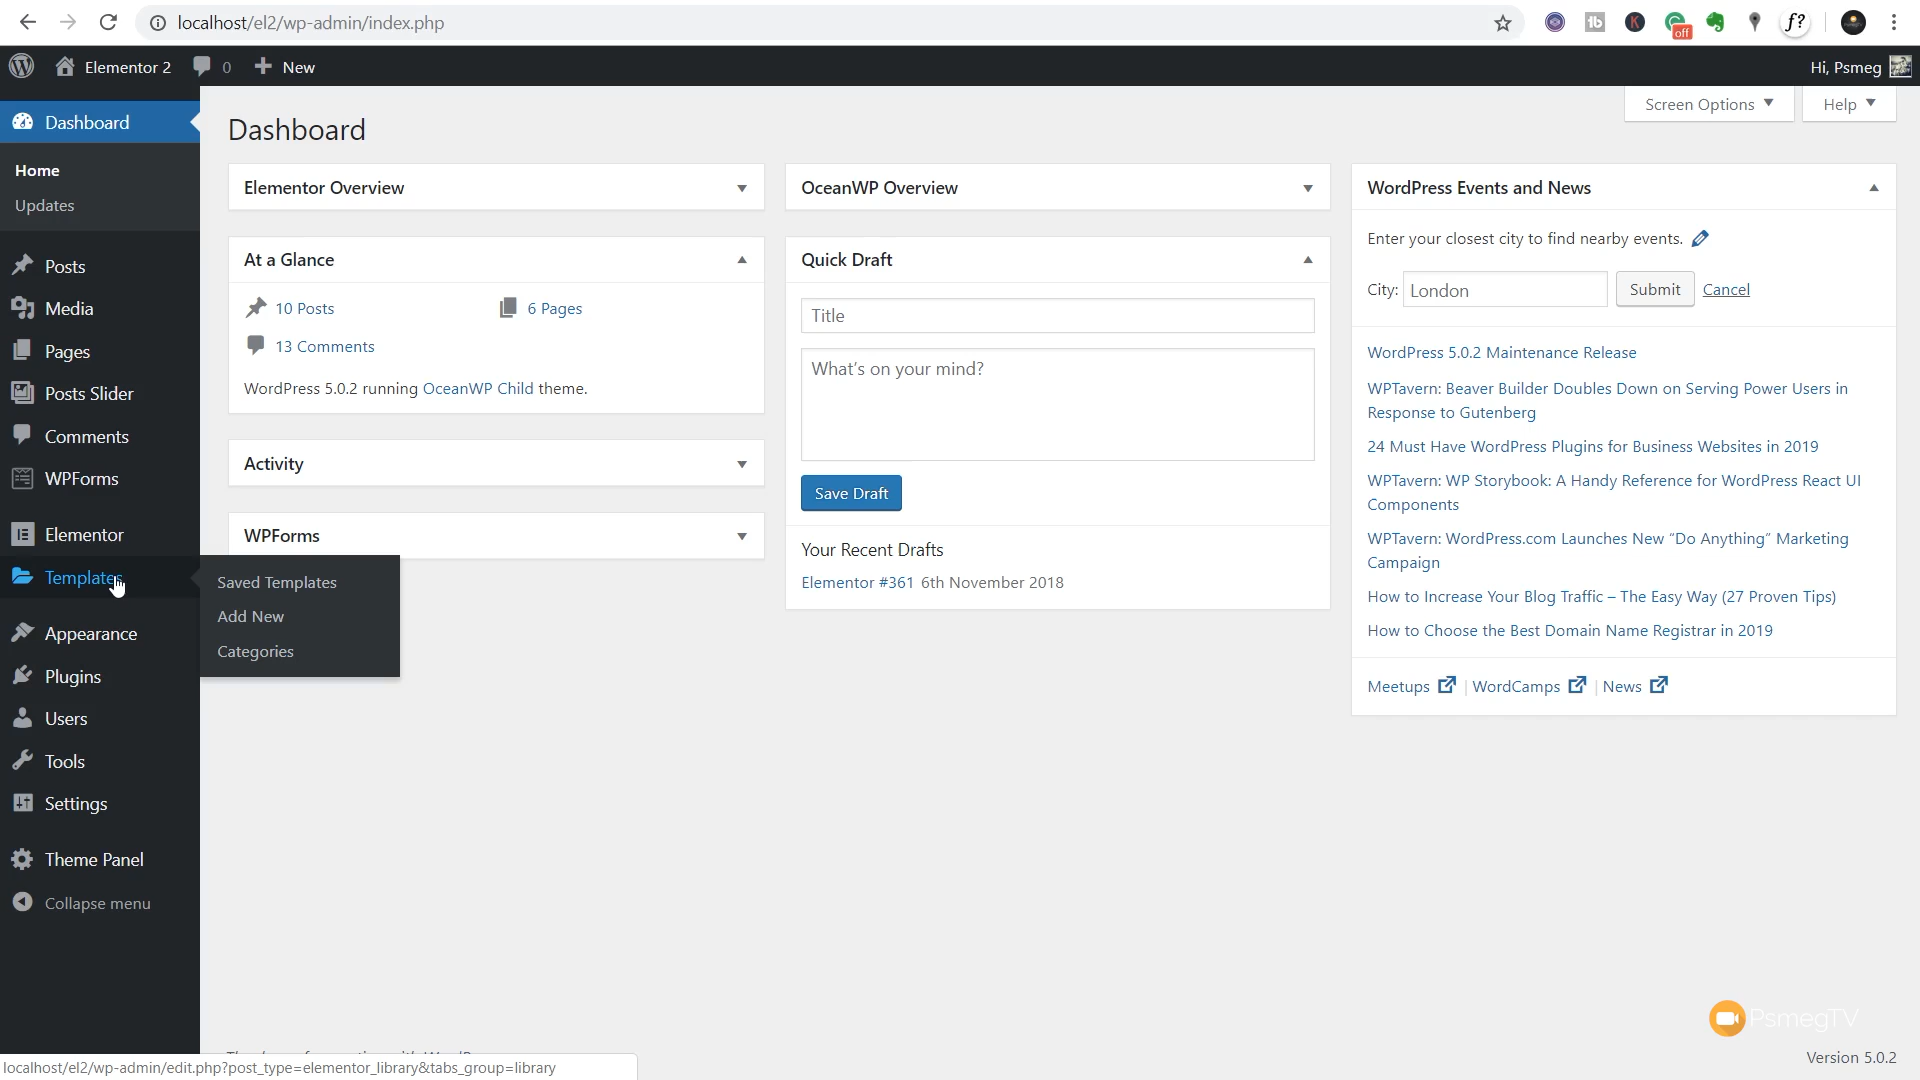 localhost/el2/wp-admin/index.php
off
f?
Elementor 2
0
New
Hi, Psmeg
Dashboard
Home
Updates
Posts
Media
Pages
Posts Slider
Comments
WPForms
Elementor
Templates
Appearance
Plugins
Users
Tools
Settings
Theme Panel
Collapse menu
Saved Templates
Add New
Categories
Screen Options
Help
Dashboard
Elementor Overview
At a Glance
10 Posts
6 Pages
13 Comments
WordPress 5.0.2 running OceanWP Child theme.
Activity
WPForms
OceanWP Overview
Quick Draft
Title
What's on your mind?
Save Draft
Your Recent Drafts
Elementor #361 6th November 2018
WordPress Events and News
Enter your closest city to find nearby events.
City: London Submit Cancel
WordPress 5.0.2 Maintenance Release
WPTavern: Beaver Builder Doubles Down on Serving Power Users in
Response to Gutenberg
24 Must Have WordPress Plugins for Business Websites in 2019
WPTavern: WP Storybook: A Handy Reference for WordPress React UI
Components
WPTavern: WordPress.com Launches New “Do Anything” Marketing
Campaign
How to Increase Your Blog Traffic – The Easy Way (27 Proven Tips)
How to Choose the Best Domain Name Registrar in 2019
Meetups | WordCamps | News
PsmegTV
Version 5.0.2
localhost/el2/wp-admin/edit.php?post_type=elementor_library&tabs_group=library